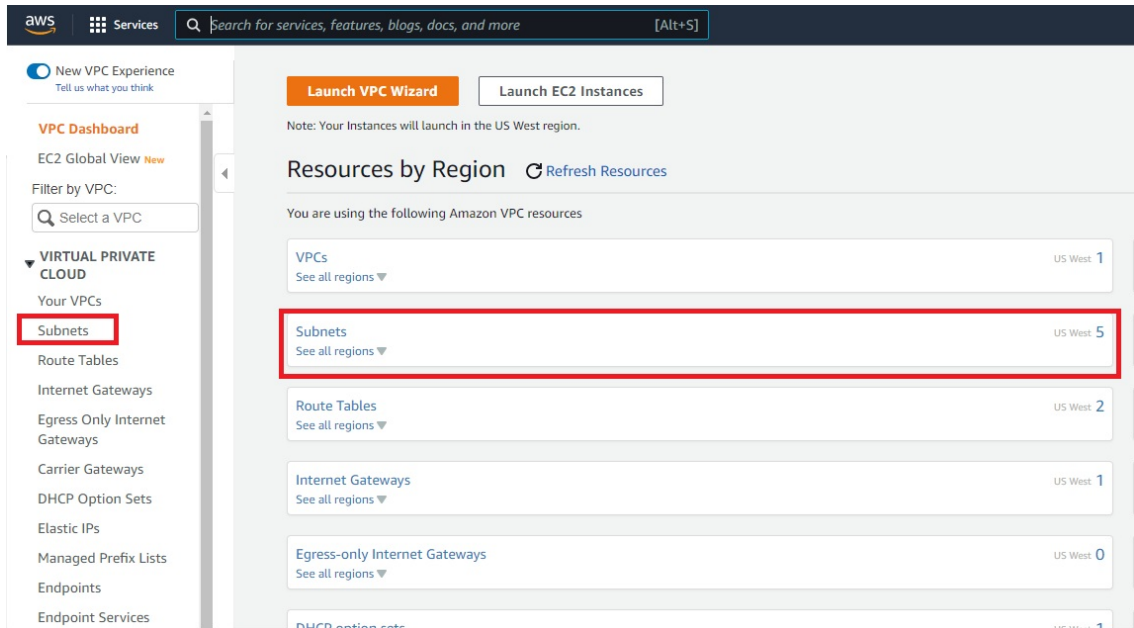 aws
Services
Search for services, features, blogs, docs, and more [Alt+S]
New VPC Experience
Tell us what you think
VPC Dashboard
EC2 Global View New
Filter by VPC:
Select a VPC
VIRTUAL PRIVATE
CLOUD
Your VPCs
Subnets
Route Tables
Internet Gateways
Egress Only Internet
Gateways
Carrier Gateways
DHCP Option Sets
Elastic IPs
Managed Prefix Lists
Endpoints
Endpoint Services
Launch VPC Wizard
Launch EC2 Instances
Note: Your Instances will launch in the US West region.
Resources by Region Refresh Resources
You are using the following Amazon VPC resources
VPCs US West 1
See all regions
Subnets US West 5
See all regions
Route Tables US West 2
See all regions
Internet Gateways US West 1
See all regions
Egress-only Internet Gateways US West 0
See all regions
DHCP option sets US West 1